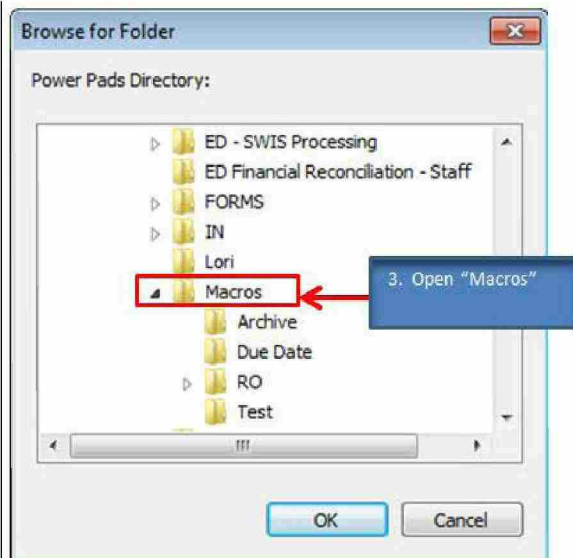 Browse for Folder
Power Pads Directory:
ED - SWIS Processing
ED Financial Reconciliation - Staff
FORMS
IN
Lori
Macros
3. Open “Macros”
Archive
Due Date
RO
Test
OK
Cancel